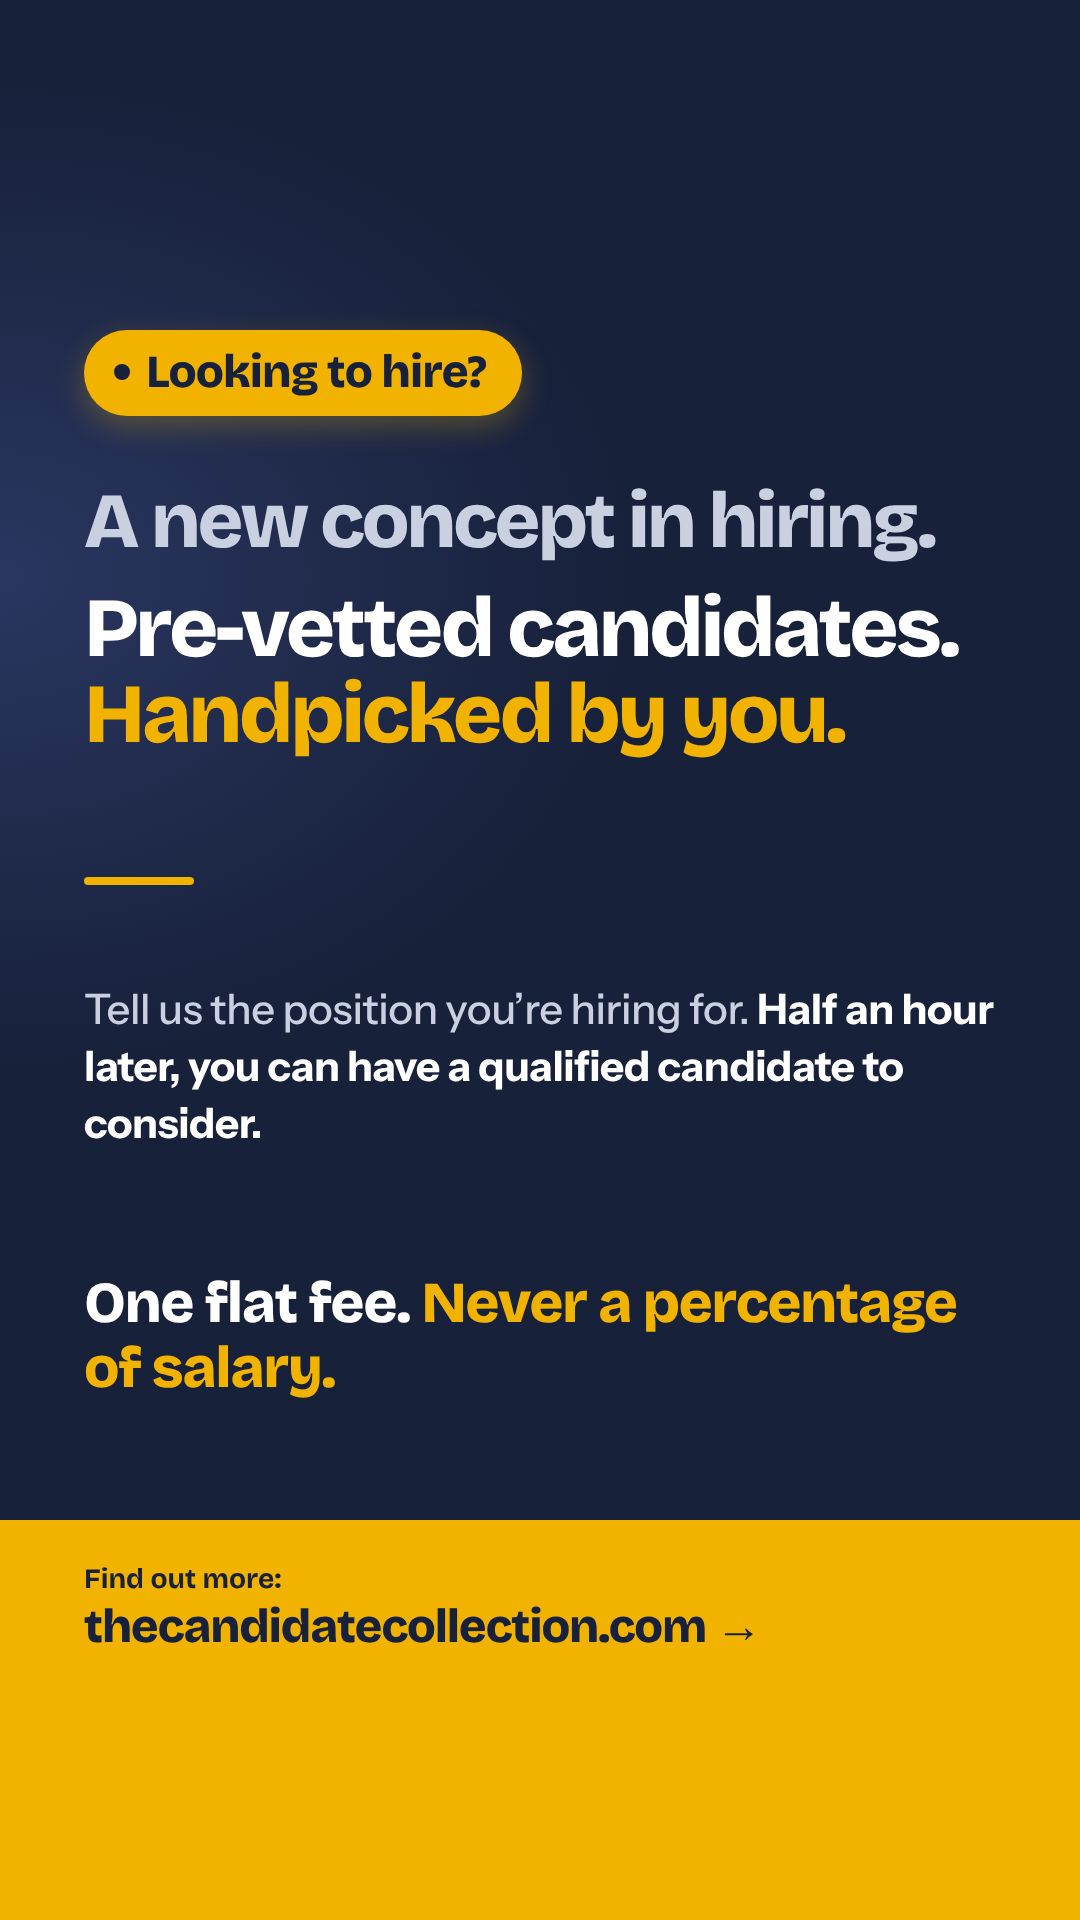 Looking to hire?
A new concept in hiring.
Pre-vetted candidates.
Handpicked by you.
Tell us the position you’re hiring for. Half an hour
later, you can have a qualified candidate to
consider.
One flat fee. Never a percentage
of salary.
Find out more:
thecandidatecollection.com →